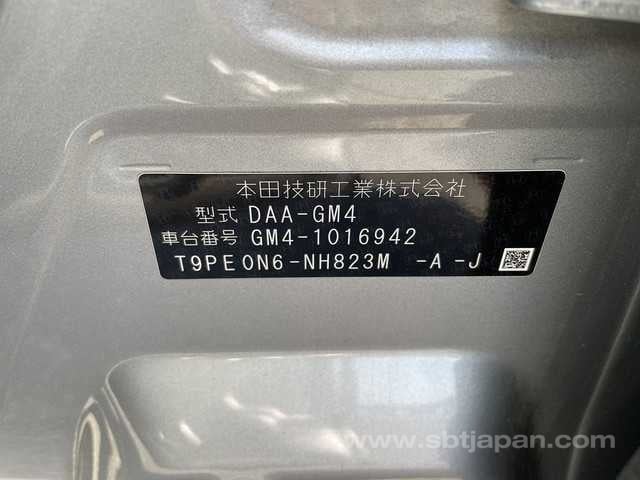 本田技研工業株式会社
型式 DAA-GM4
車台番号 GM4-1016942
T9PE0N6-NH823M -A-J
www.sbtjapan.com